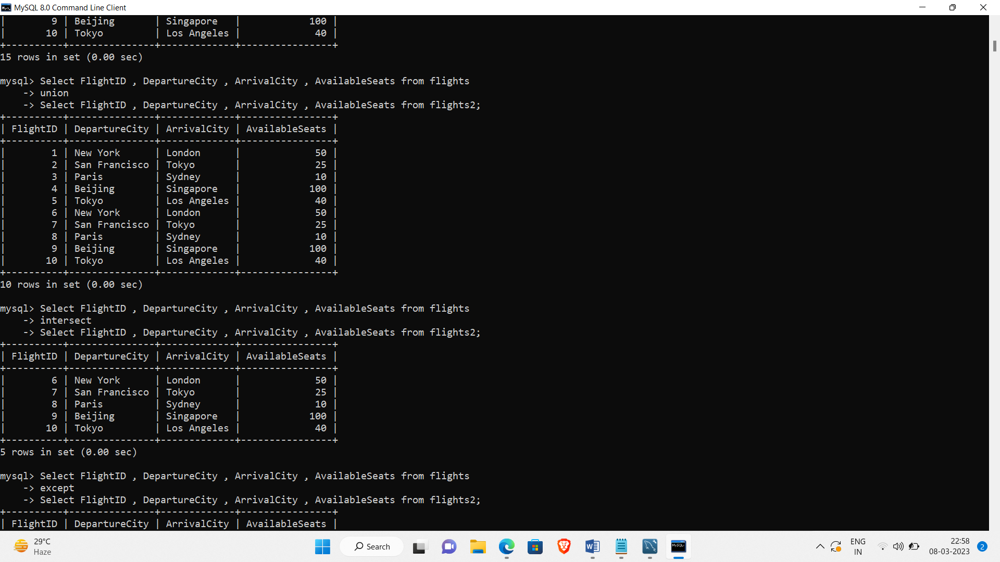 MySQL 8.0 Command Line Client
|        9 | Beijing       | Singapore   |            100 |
|       10 | Tokyo         | Los Angeles |             40 |
+----------+---------------+-------------+----------------+
15 rows in set (0.00 sec)
mysql> Select FlightID , DepartureCity , ArrivalCity , AvailableSeats from flights
    -> union
    -> Select FlightID , DepartureCity , ArrivalCity , AvailableSeats from flights2;
+----------+---------------+-------------+----------------+
| FlightID | DepartureCity | ArrivalCity | AvailableSeats |
+----------+---------------+-------------+----------------+
|        1 | New York      | London      |             50 |
|        2 | San Francisco | Tokyo       |             25 |
|        3 | Paris         | Sydney      |             10 |
|        4 | Beijing       | Singapore   |            100 |
|        5 | Tokyo         | Los Angeles |             40 |
|        6 | New York      | London      |             50 |
|        7 | San Francisco | Tokyo       |             25 |
|        8 | Paris         | Sydney      |             10 |
|        9 | Beijing       | Singapore   |            100 |
|       10 | Tokyo         | Los Angeles |             40 |
+----------+---------------+-------------+----------------+
10 rows in set (0.00 sec)
mysql> Select FlightID , DepartureCity , ArrivalCity , AvailableSeats from flights
    -> intersect
    -> Select FlightID , DepartureCity , ArrivalCity , AvailableSeats from flights2;
+----------+---------------+-------------+----------------+
| FlightID | DepartureCity | ArrivalCity | AvailableSeats |
+----------+---------------+-------------+----------------+
|        6 | New York      | London      |             50 |
|        7 | San Francisco | Tokyo       |             25 |
|        8 | Paris         | Sydney      |             10 |
|        9 | Beijing       | Singapore   |            100 |
|       10 | Tokyo         | Los Angeles |             40 |
+----------+---------------+-------------+----------------+
5 rows in set (0.00 sec)
mysql> Select FlightID , DepartureCity , ArrivalCity , AvailableSeats from flights
    -> except
    -> Select FlightID , DepartureCity , ArrivalCity , AvailableSeats from flights2;
+----------+---------------+-------------+----------------+
| FlightID | DepartureCity | ArrivalCity | AvailableSeats |
29°C
Haze
Search
ENG
IN
22:58
08-03-2023
2